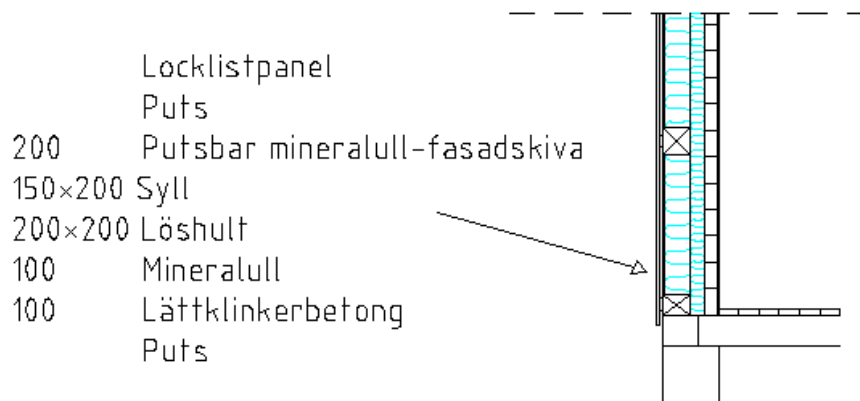 Locklistpanel
Puts
200 Putsbar mineralull-fasadskiva
150×200 Syll
200×200 Löshult
100 Mineralull
100 Lättklinkerbetong
Puts